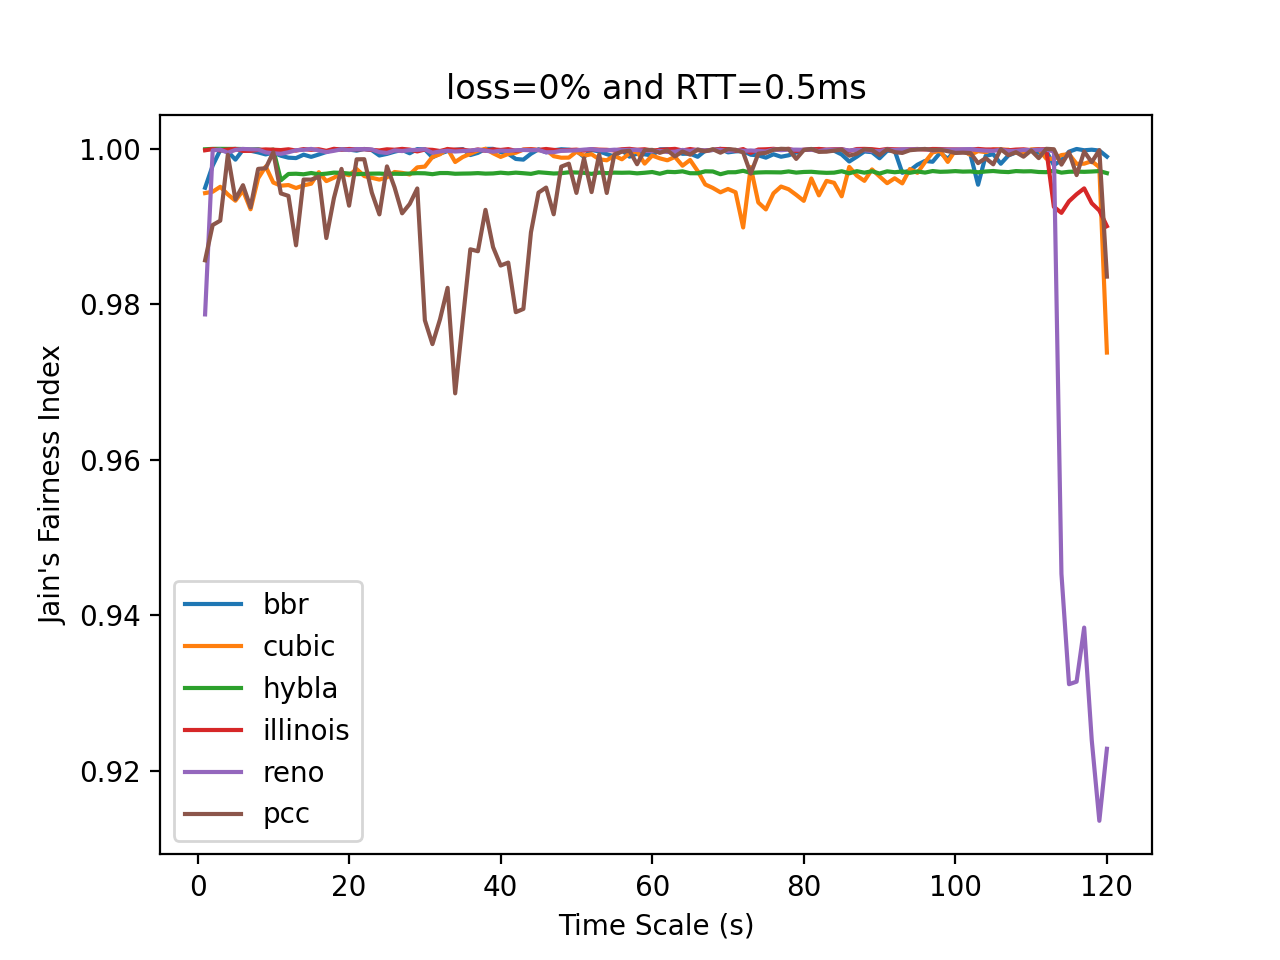 loss=0% and RTT=0.5ms
1.00
0.98
0.96
0.94
0.92
Jain's Fairness Index
bbr
cubic
hybla
illinois
reno
pcc
0 20 40 60 80 100 120
Time Scale (s)